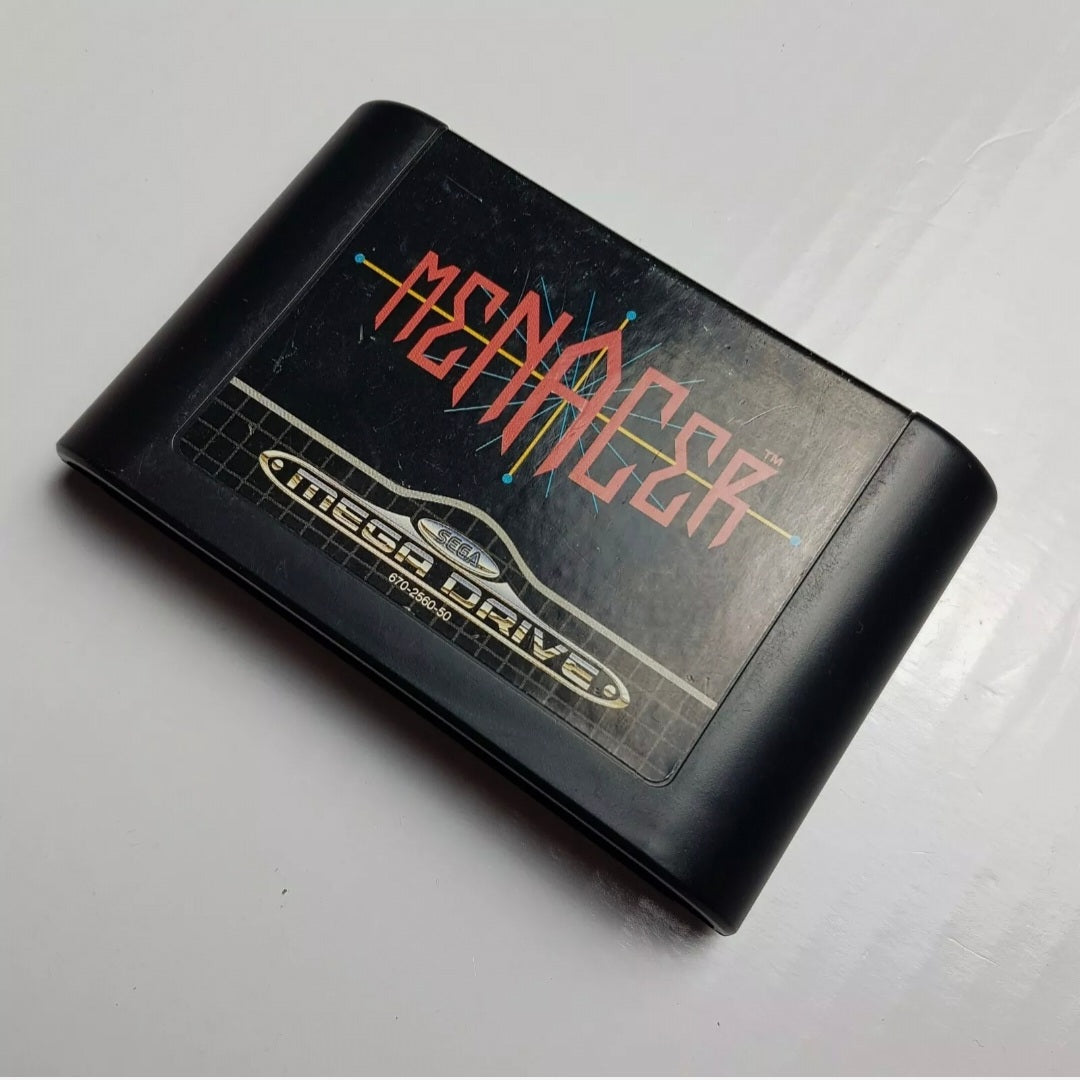 MENACER™
SEGA
MEGA DRIVE
670-2560-50